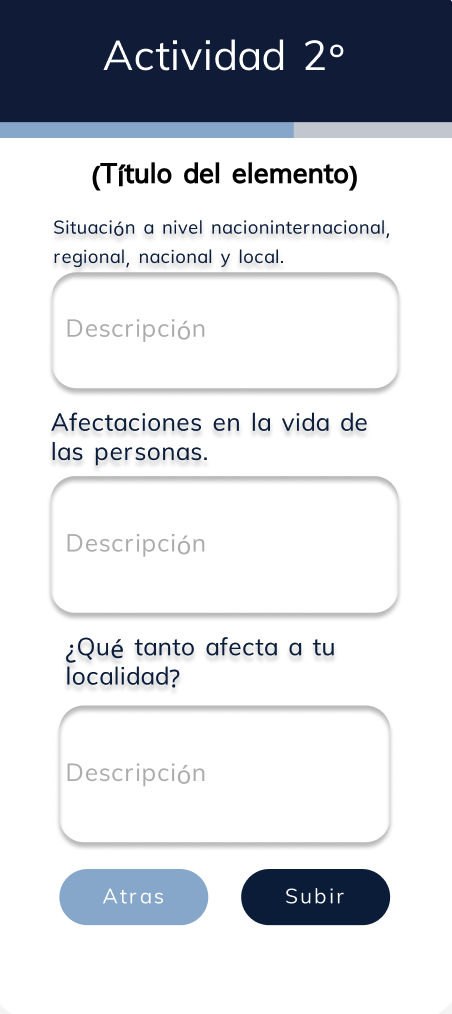 Actividad 2°
(Título del elemento)
Situación a nivel nacioninternacional,
regional, nacional y local.
Descripción
Afectaciones en la vida de
las personas.
Descripción
¿Qué tanto afecta a tu
localidad?
Descripción
Atras
Subir